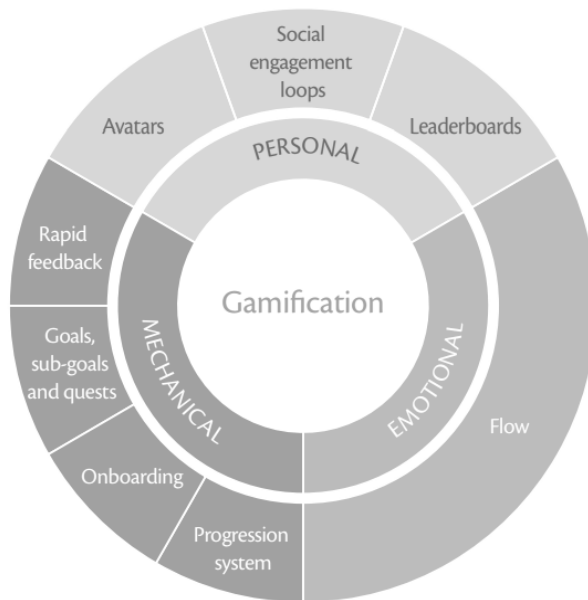 Social
engagement
loops
Avatars
Leaderboards
PERSONAL
Rapid
feedback
Gamification
Goals,
sub-goals
and quests
MECHANICAL
EMOTIONAL
Flow
Onboarding
Progression
system